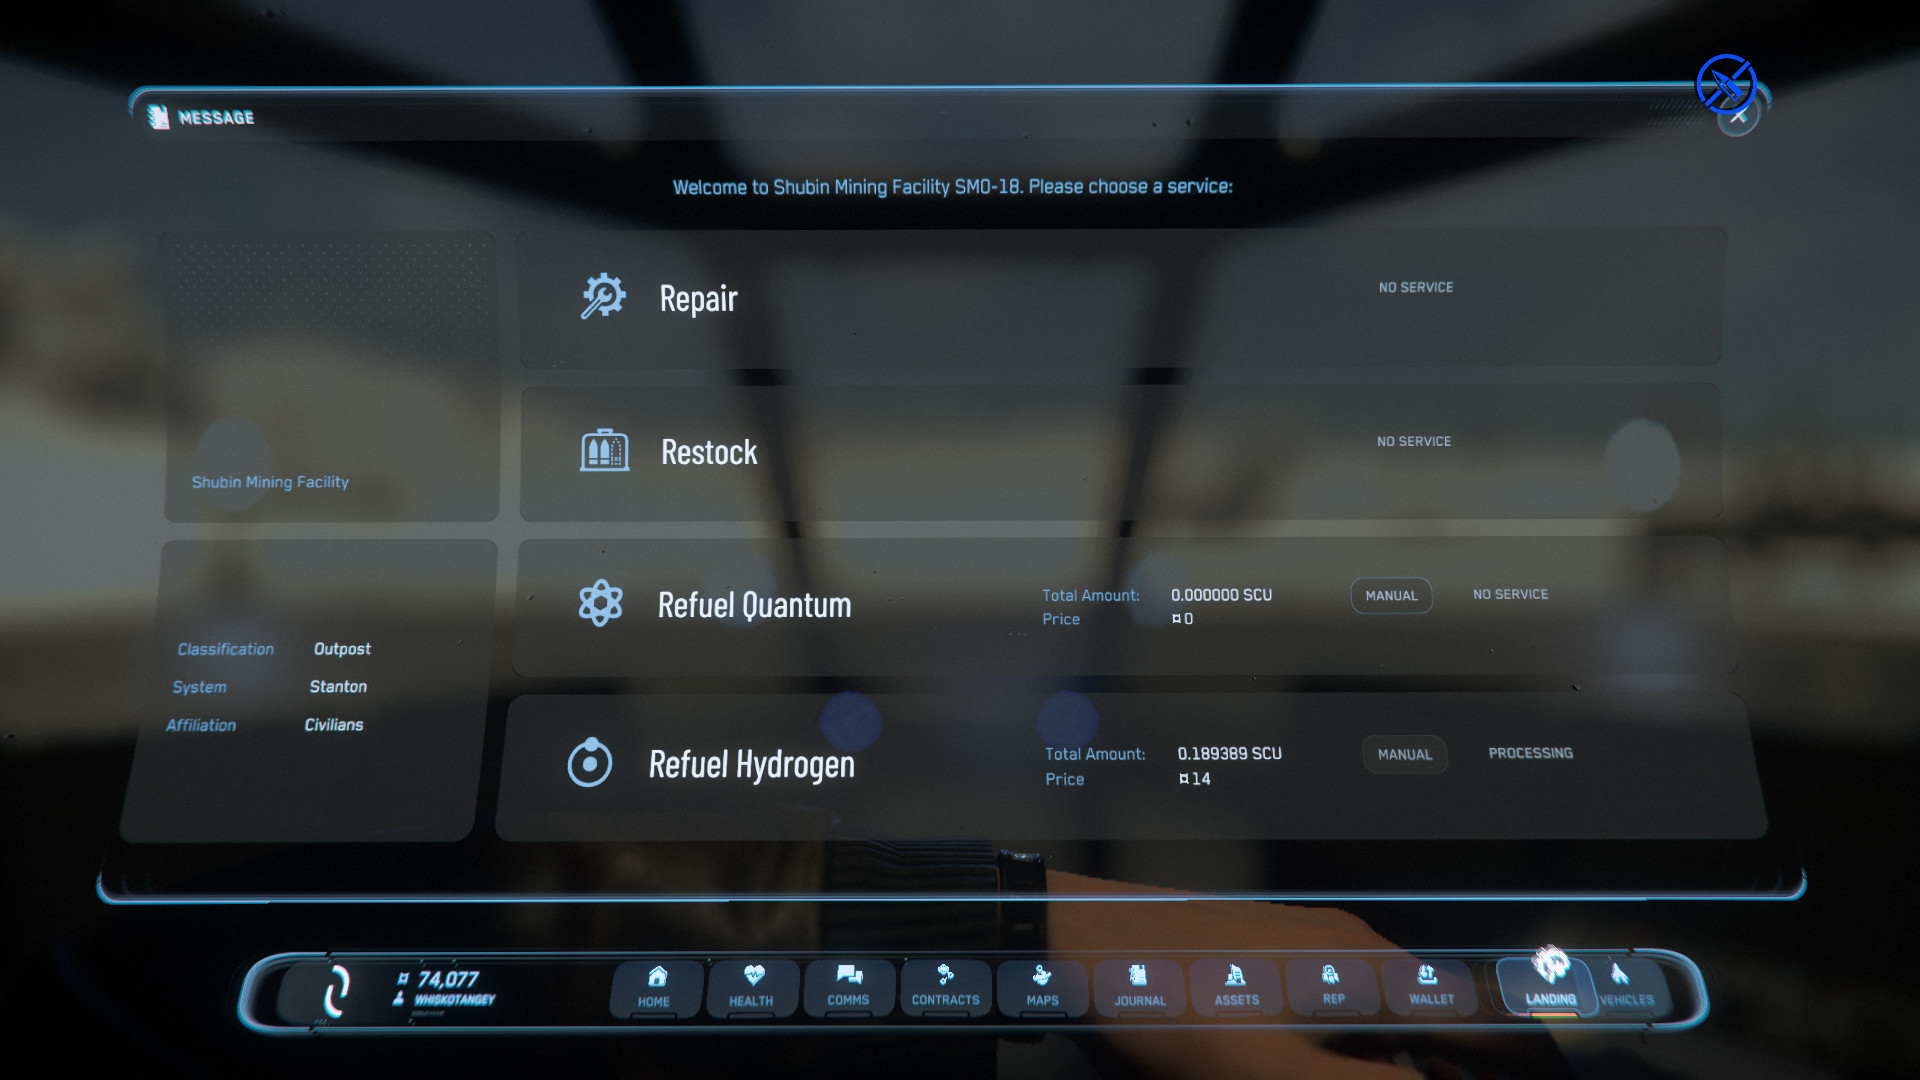 MESSAGE
Welcome to Shubin Mining Facility SMO-18. Please choose a service:
Shubin Mining Facility
Classification Outpost
System Stanton
Affiliation Civilians
Repair
NO SERVICE
Restock
NO SERVICE
Refuel Quantum
Total Amount: 0.000000 SCU
Price ¤0
MANUAL
NO SERVICE
Refuel Hydrogen
Total Amount: 0.189389 SCU
Price ¤14
MANUAL
PROCESSING
¤ 74,077
WHISKOTANGEY
HOME
HEALTH
COMMS
CONTRACTS
MAPS
JOURNAL
ASSETS
REP
WALLET
LANDING
VEHICLES